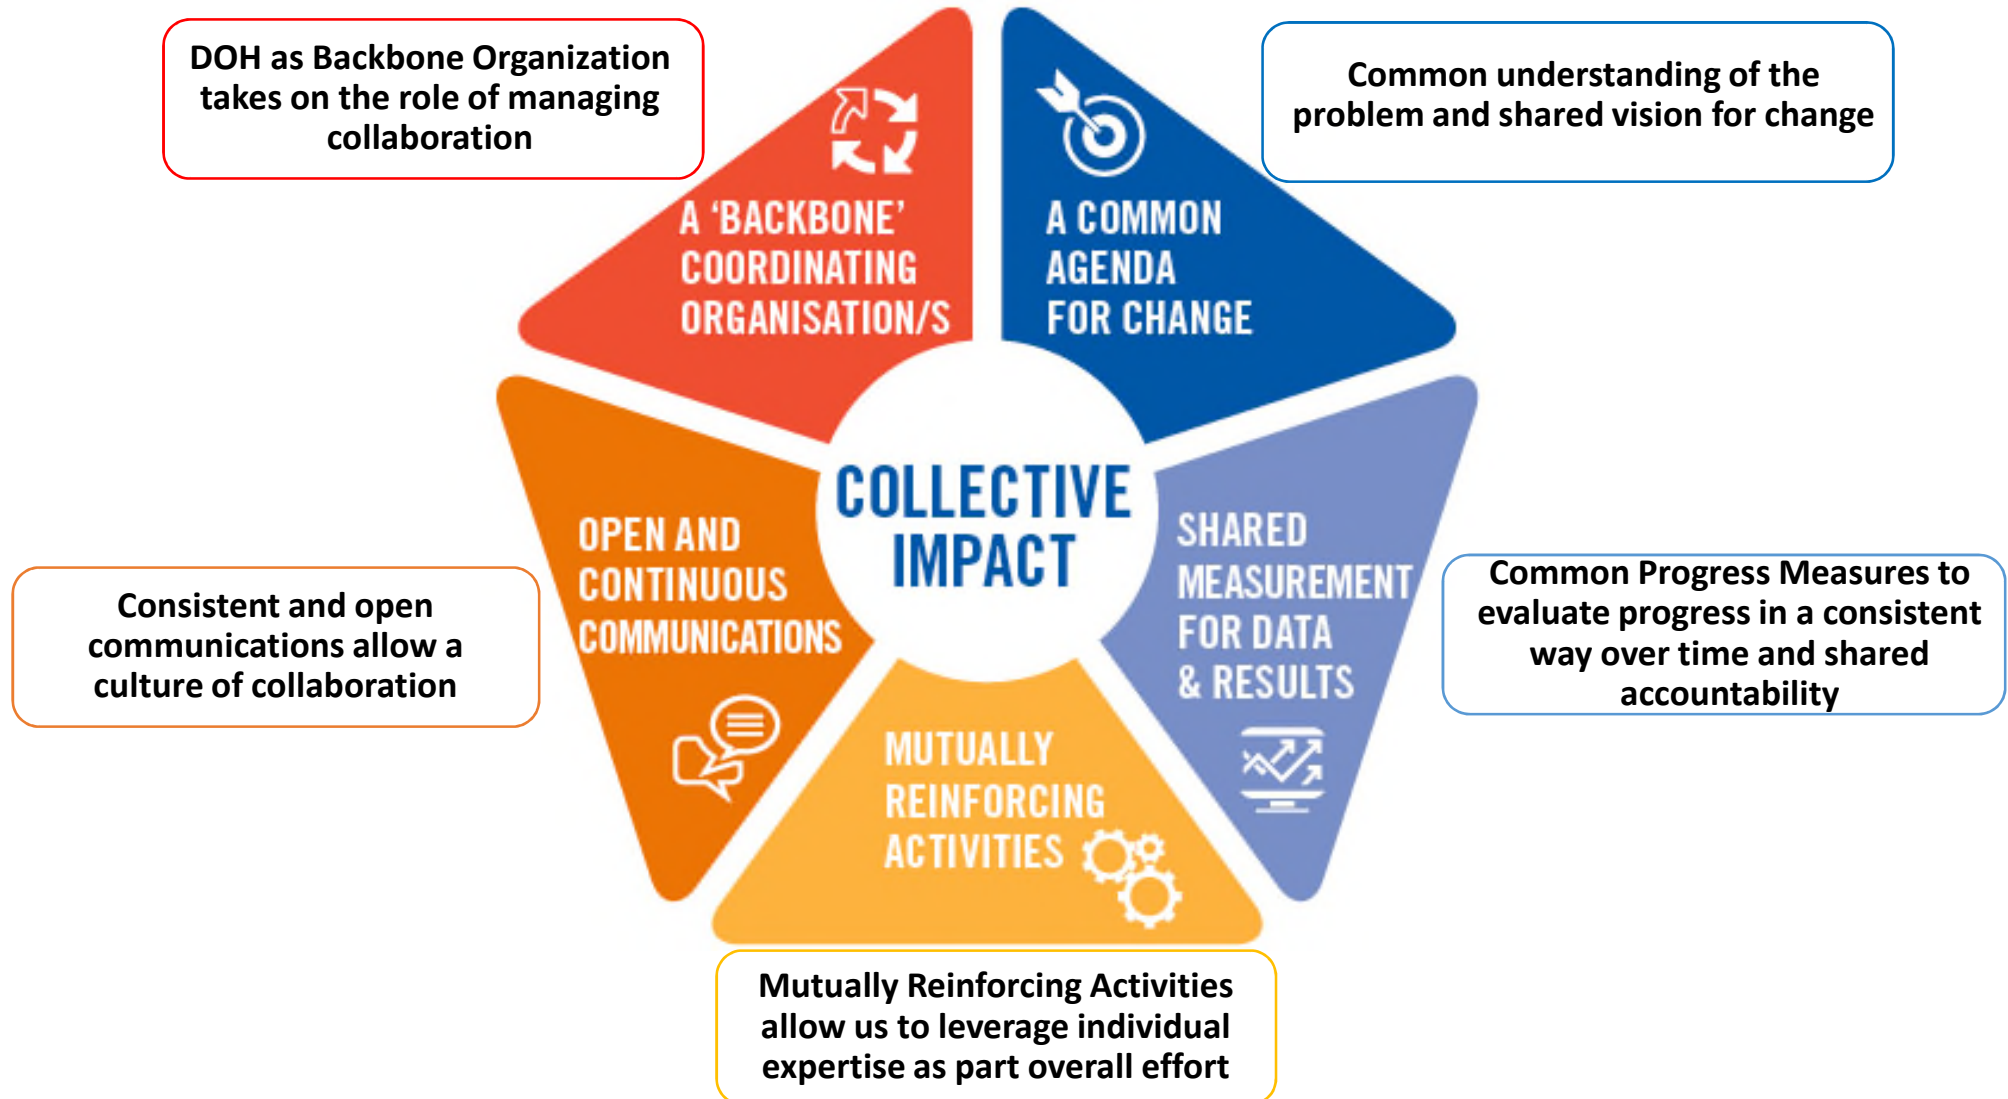 DOH as Backbone Organization
takes on the role of managing
collaboration
Common understanding of the
problem and shared vision for change
A ‘BACKBONE’
COORDINATING
ORGANISATION/S
A COMMON
AGENDA
FOR CHANGE
COLLECTIVE
IMPACT
OPEN AND
CONTINUOUS
COMMUNICATIONS
SHARED
MEASUREMENT
FOR DATA
& RESULTS
Consistent and open
communications allow a
culture of collaboration
Common Progress Measures to
evaluate progress in a consistent
way over time and shared
accountability
MUTUALLY
REINFORCING
ACTIVITIES
Mutually Reinforcing Activities
allow us to leverage individual
expertise as part overall effort